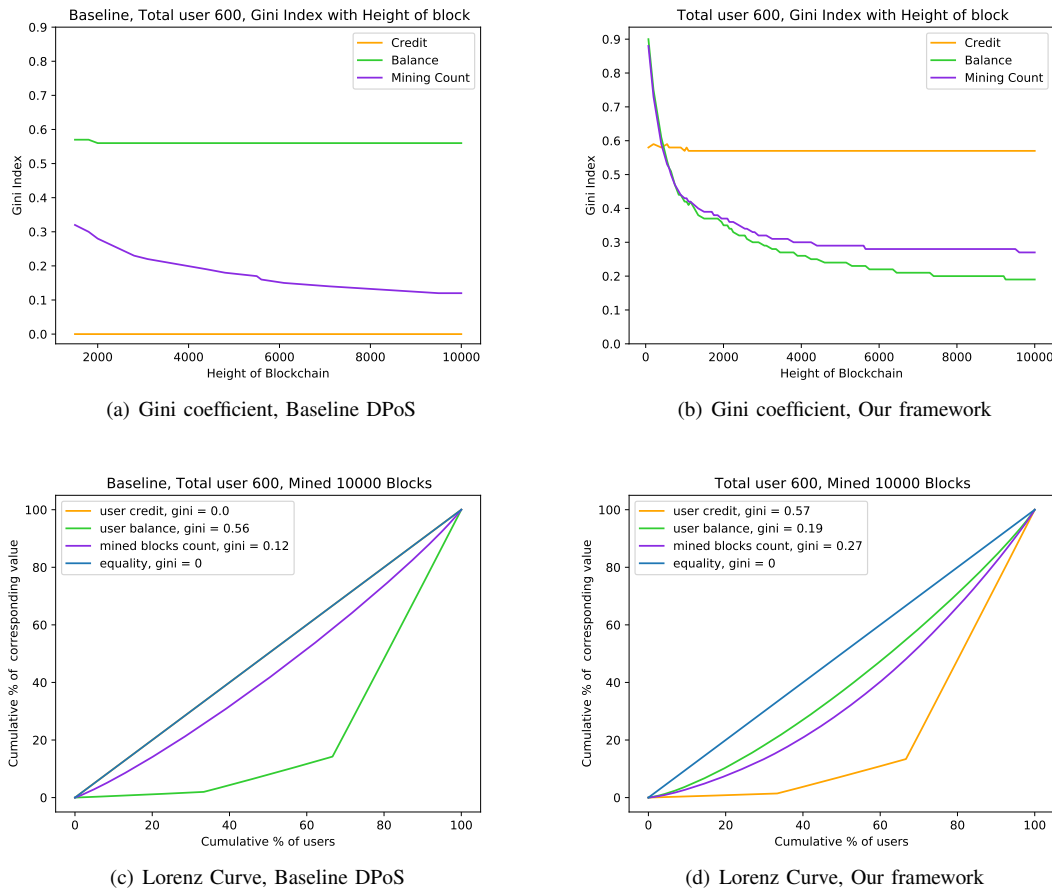 Baseline, Total user 600, Gini Index with Height of block
0.9
0.8
0.7
0.6
0.5
0.4
0.3
0.2
0.1
0.0
Gini Index
Credit
Balance
Mining Count
2000
4000
6000
8000
10000
Height of Blockchain
(a) Gini coefficient, Baseline DPoS
Total user 600, Gini Index with Height of block
0.9
0.8
0.7
0.6
0.5
0.4
0.3
0.2
0.1
0.0
Gini Index
Credit
Balance
Mining Count
0
2000
4000
6000
8000
10000
Height of Blockchain
(b) Gini coefficient, Our framework
Baseline, Total user 600, Mined 10000 Blocks
100
80
60
40
20
0
Cumulative % of corresponding value
user credit, gini = 0.0
user balance, gini = 0.56
mined blocks count, gini = 0.12
equality, gini = 0
0
20
40
60
80
100
Cumulative % of users
(c) Lorenz Curve, Baseline DPoS
Total user 600, Mined 10000 Blocks
100
80
60
40
20
0
Cumulative % of corresponding value
user credit, gini = 0.57
user balance, gini = 0.19
mined blocks count, gini = 0.27
equality, gini = 0
0
20
40
60
80
100
Cumulative % of users
(d) Lorenz Curve, Our framework